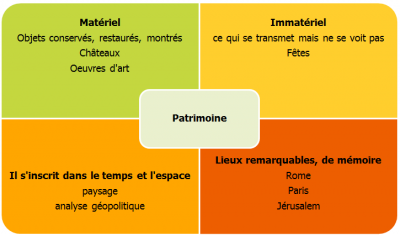 Matériel
Objets conservés, restaurés, montrés
Châteaux
Oeuvres d'art
Immatériel
ce qui se transmet mais ne se voit pas
Fêtes
Patrimoine
Il s'inscrit dans le temps et l'espace
paysage
analyse géopolitique
Lieux remarquables, de mémoire
Rome
Paris
Jérusalem